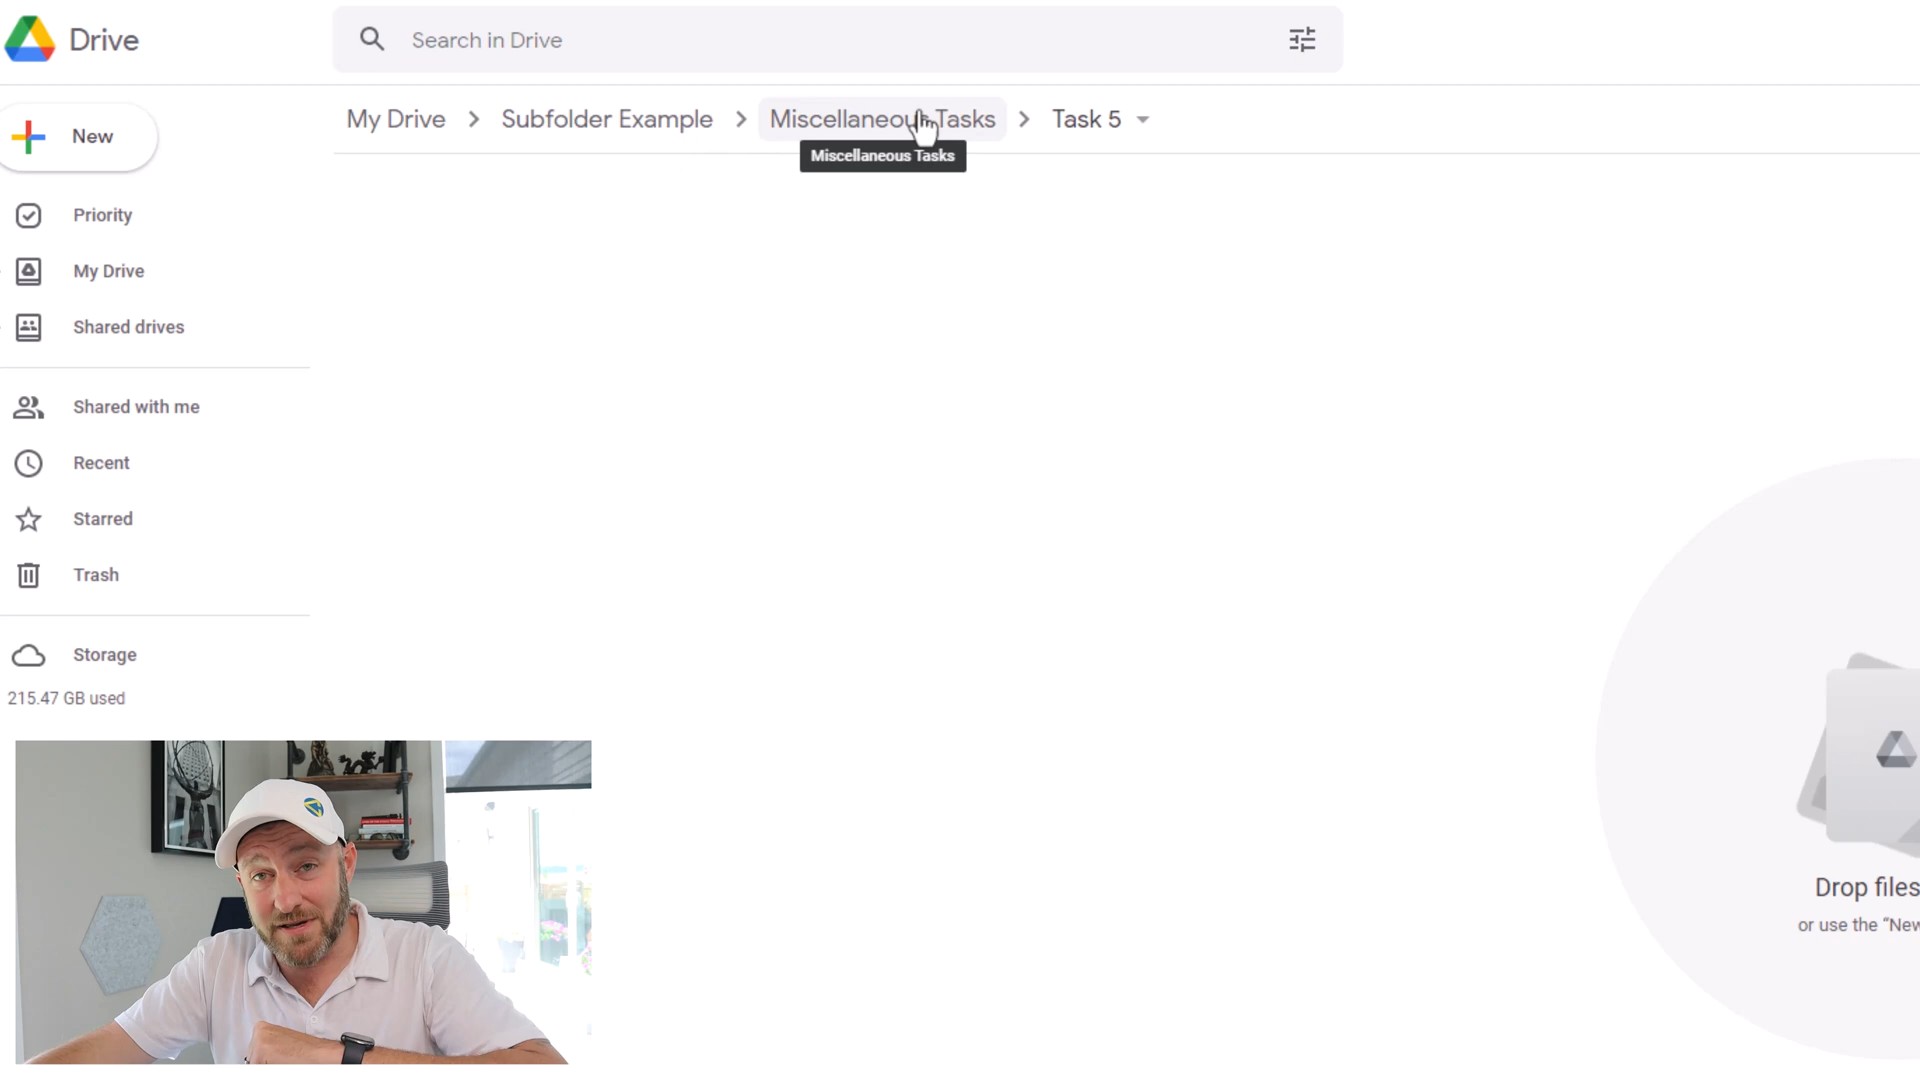 Drive
Search in Drive
New
My Drive
Subfolder Example
Miscellaneous Tasks
Task 5
Miscellaneous Tasks
Priority
My Drive
Shared drives
Shared with me
Recent
Starred
Trash
Storage
215.47 GB used
Drop files
or use the “New